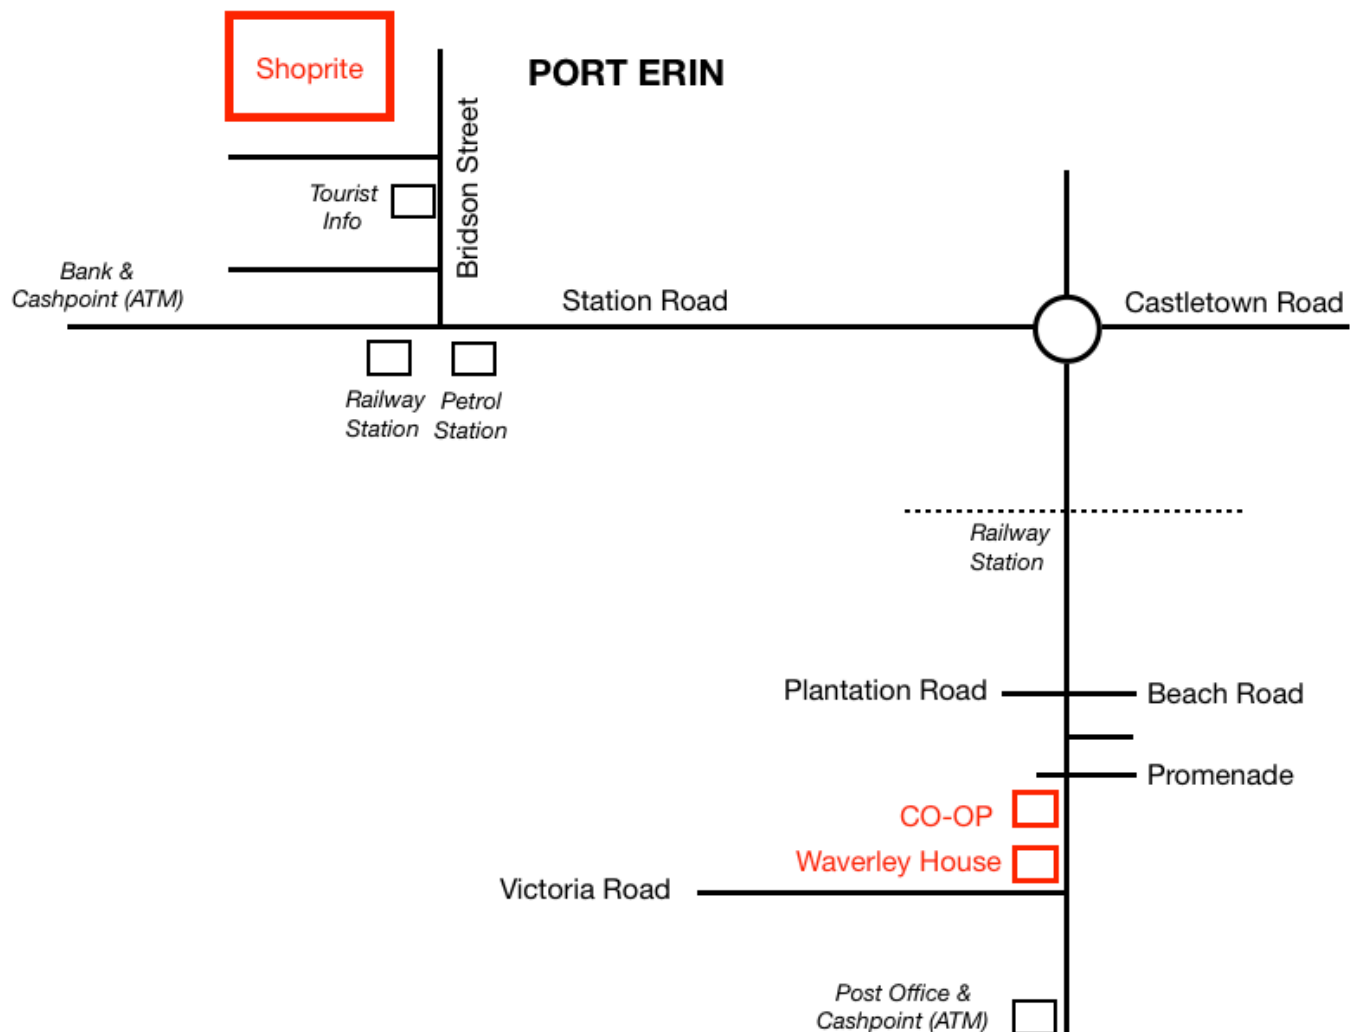 Shoprite
PORT ERIN
Bridson Street
Tourist
Info
Bank &
Cashpoint (ATM)
Station Road
Castletown Road
Railway
Station
Petrol
Station
Railway
Station
Plantation Road
Beach Road
Promenade
CO-OP
Waverley House
Victoria Road
Post Office &
Cashpoint (ATM)